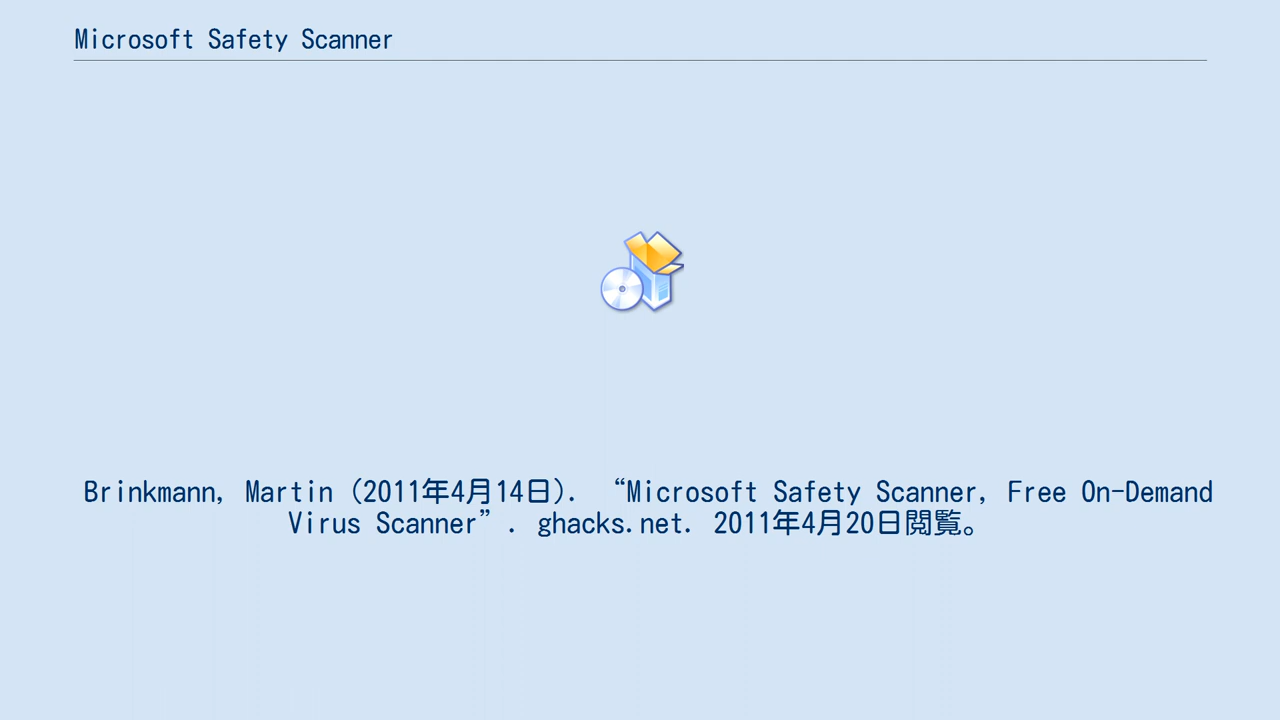 Microsoft Safety Scanner
Brinkmann, Martin (2011年4月14日). “Microsoft Safety Scanner, Free On-Demand
Virus Scanner”. ghacks.net. 2011年4月20日閲覧。